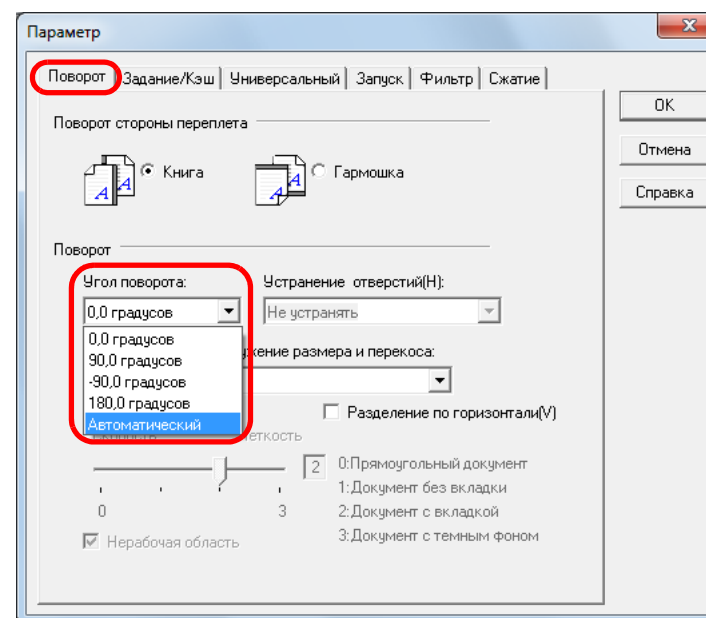 Параметр
Поворот Задание/Кэш Универсальный Запуск Фильтр Сжатие
OK
Отмена
Справка
Поворот стороны переплета
A A Книга
A A Гармошка
Поворот
Угол поворота: Устранение отверстий(H):
0,0 градусов Не устранять
0,0 градусов
90,0 градусов
-90,0 градусов
180,0 градусов
Автоматический
размера и перекоса:
Разделение по горизонтали(V)
2
0 3
0:Прямоугольный документ
1:Документ без вкладки
2:Документ с вкладкой
3:Документ с темным фоном
Нерабочая область